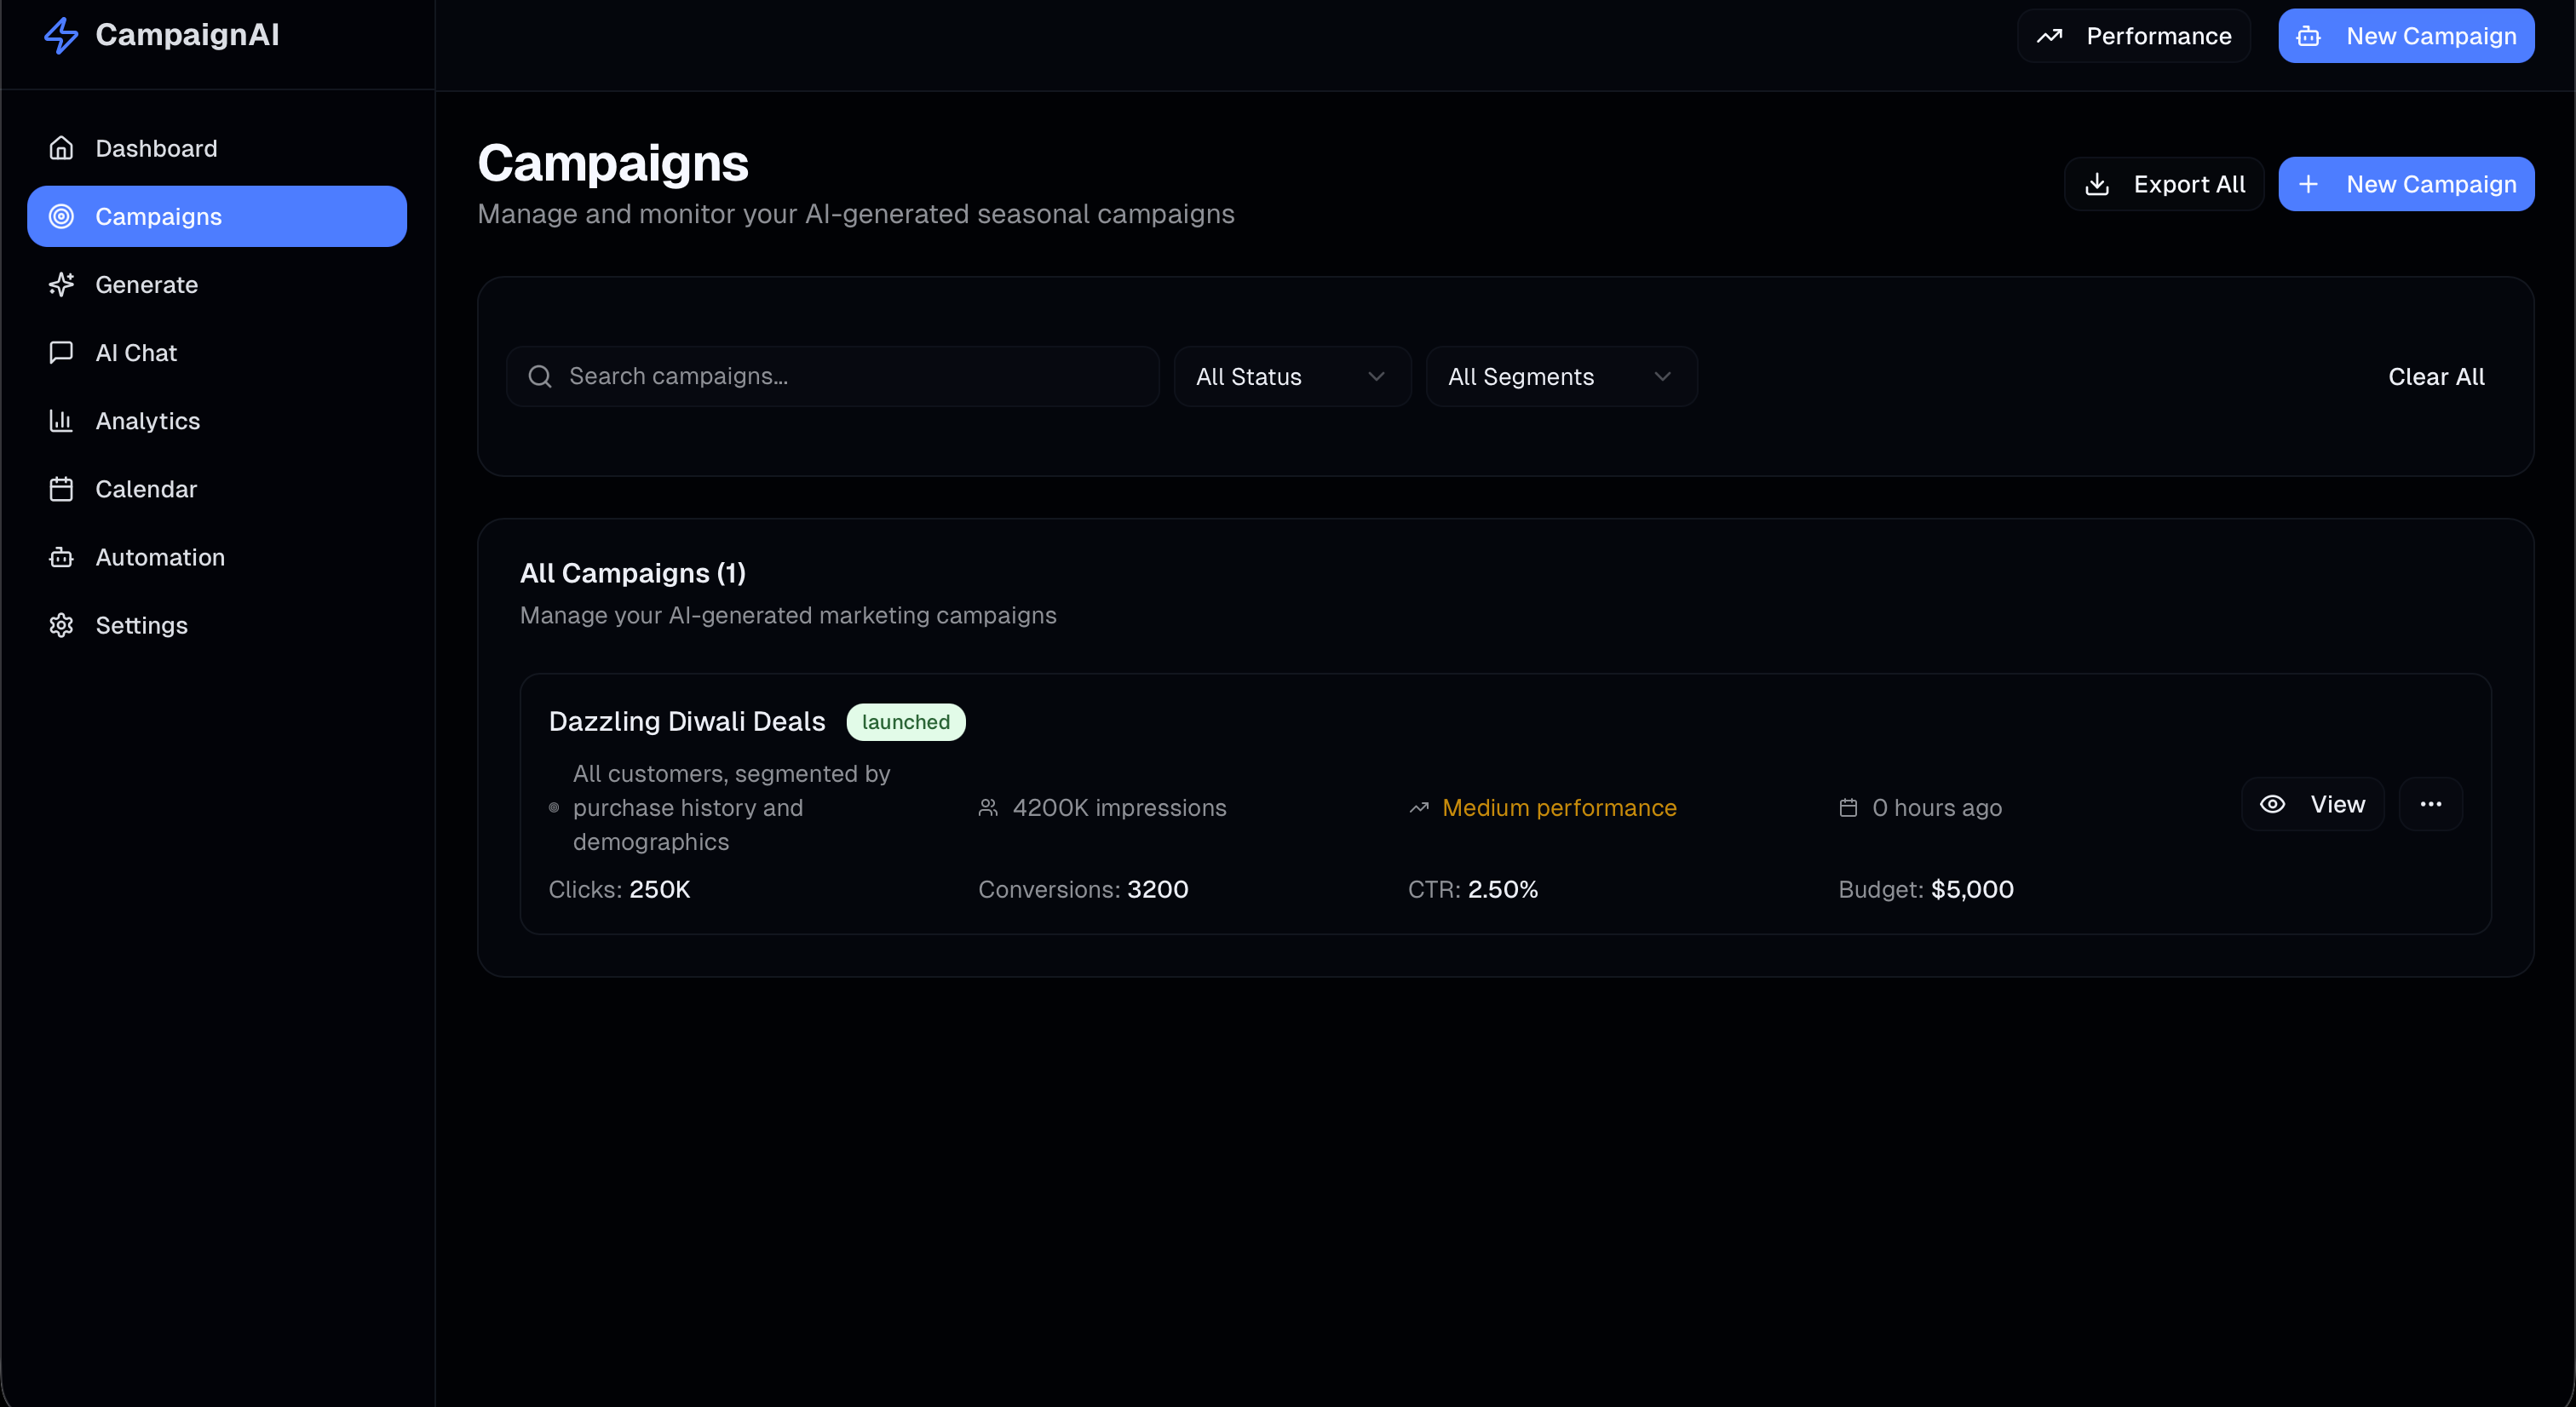 CampaignAI
Performance
New Campaign
Dashboard
Campaigns
Generate
AI Chat
Analytics
Calendar
Automation
Settings
Campaigns
Manage and monitor your AI-generated seasonal campaigns
Export All
New Campaign
Search campaigns...
All Status
All Segments
Clear All
All Campaigns (1)
Manage your AI-generated marketing campaigns
Dazzling Diwali Deals
launched
All customers, segmented by
purchase history and
demographics
4200K impressions
Medium performance
0 hours ago
View
Clicks: 250K
Conversions: 3200
CTR: 2.50%
Budget: $5,000